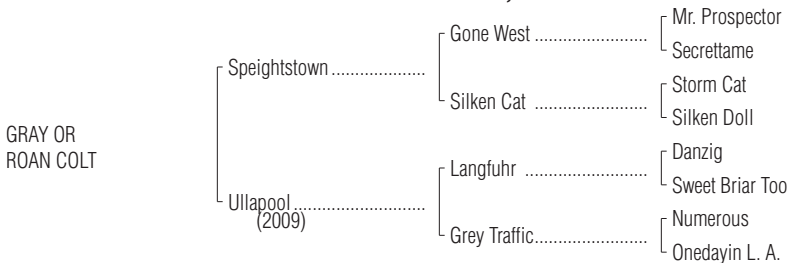 Mr. Prospector
Gone West ....................
Secrettame
Speightstown .....................
Storm Cat
Silken Cat ....................
Silken Doll
GRAY OR
ROAN COLT
Danzig
Langfuhr .....................
Sweet Briar Too
Ullapool ........................
(2009)
Numerous
Grey Traffic....................
Onedayin L. A.